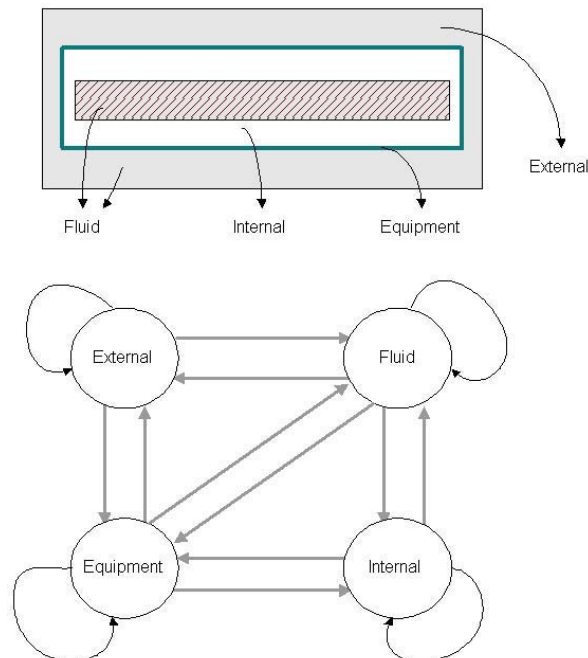 External
Fluid
Internal
Equipment
External
Fluid
Equipment
Internal